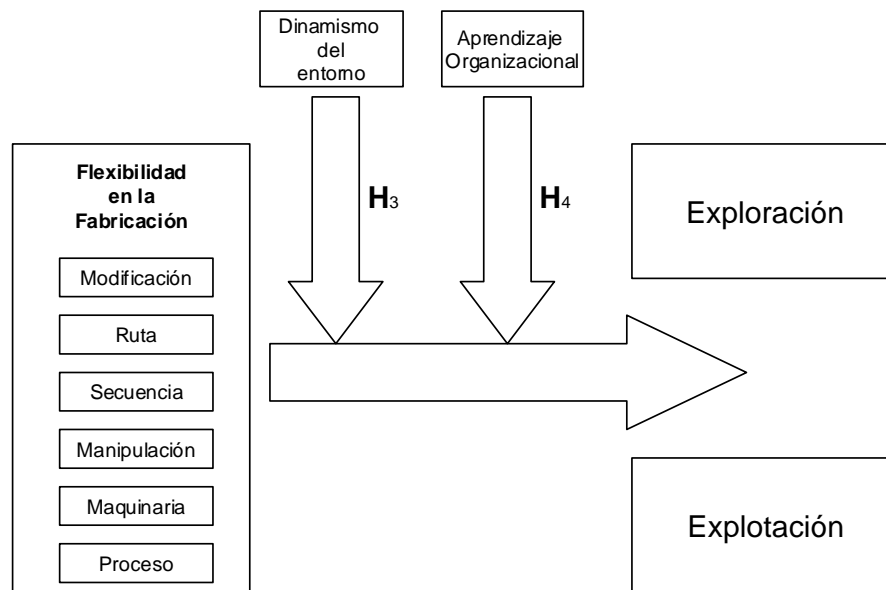 Dinamismo
del
entorno
Aprendizaje
Organizacional
Flexibilidad
en la
Fabricación
Modificación
Ruta
Secuencia
Manipulación
Maquinaria
Proceso
H3
H4
Exploración
Explotación